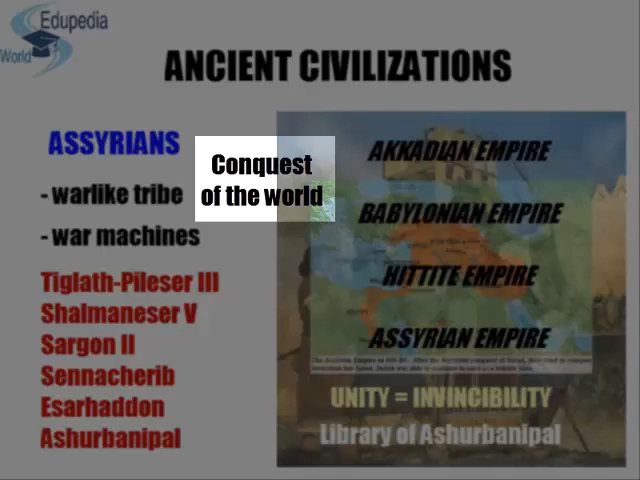 Edupedia
World
ANCIENT CIVILIZATIONS
ASSYRIANS
- warlike tribe
- war machines
Conquest
of the world
Tiglath-Pileser III
Shalmaneser V
Sargon II
Sennacherib
Esarhaddon
Ashurbanipal
AKKADIAN EMPIRE
BABYLONIAN EMPIRE
HITTITE EMPIRE
ASSYRIAN EMPIRE
UNITY = INVINCIBILITY
Library of Ashurbanipal